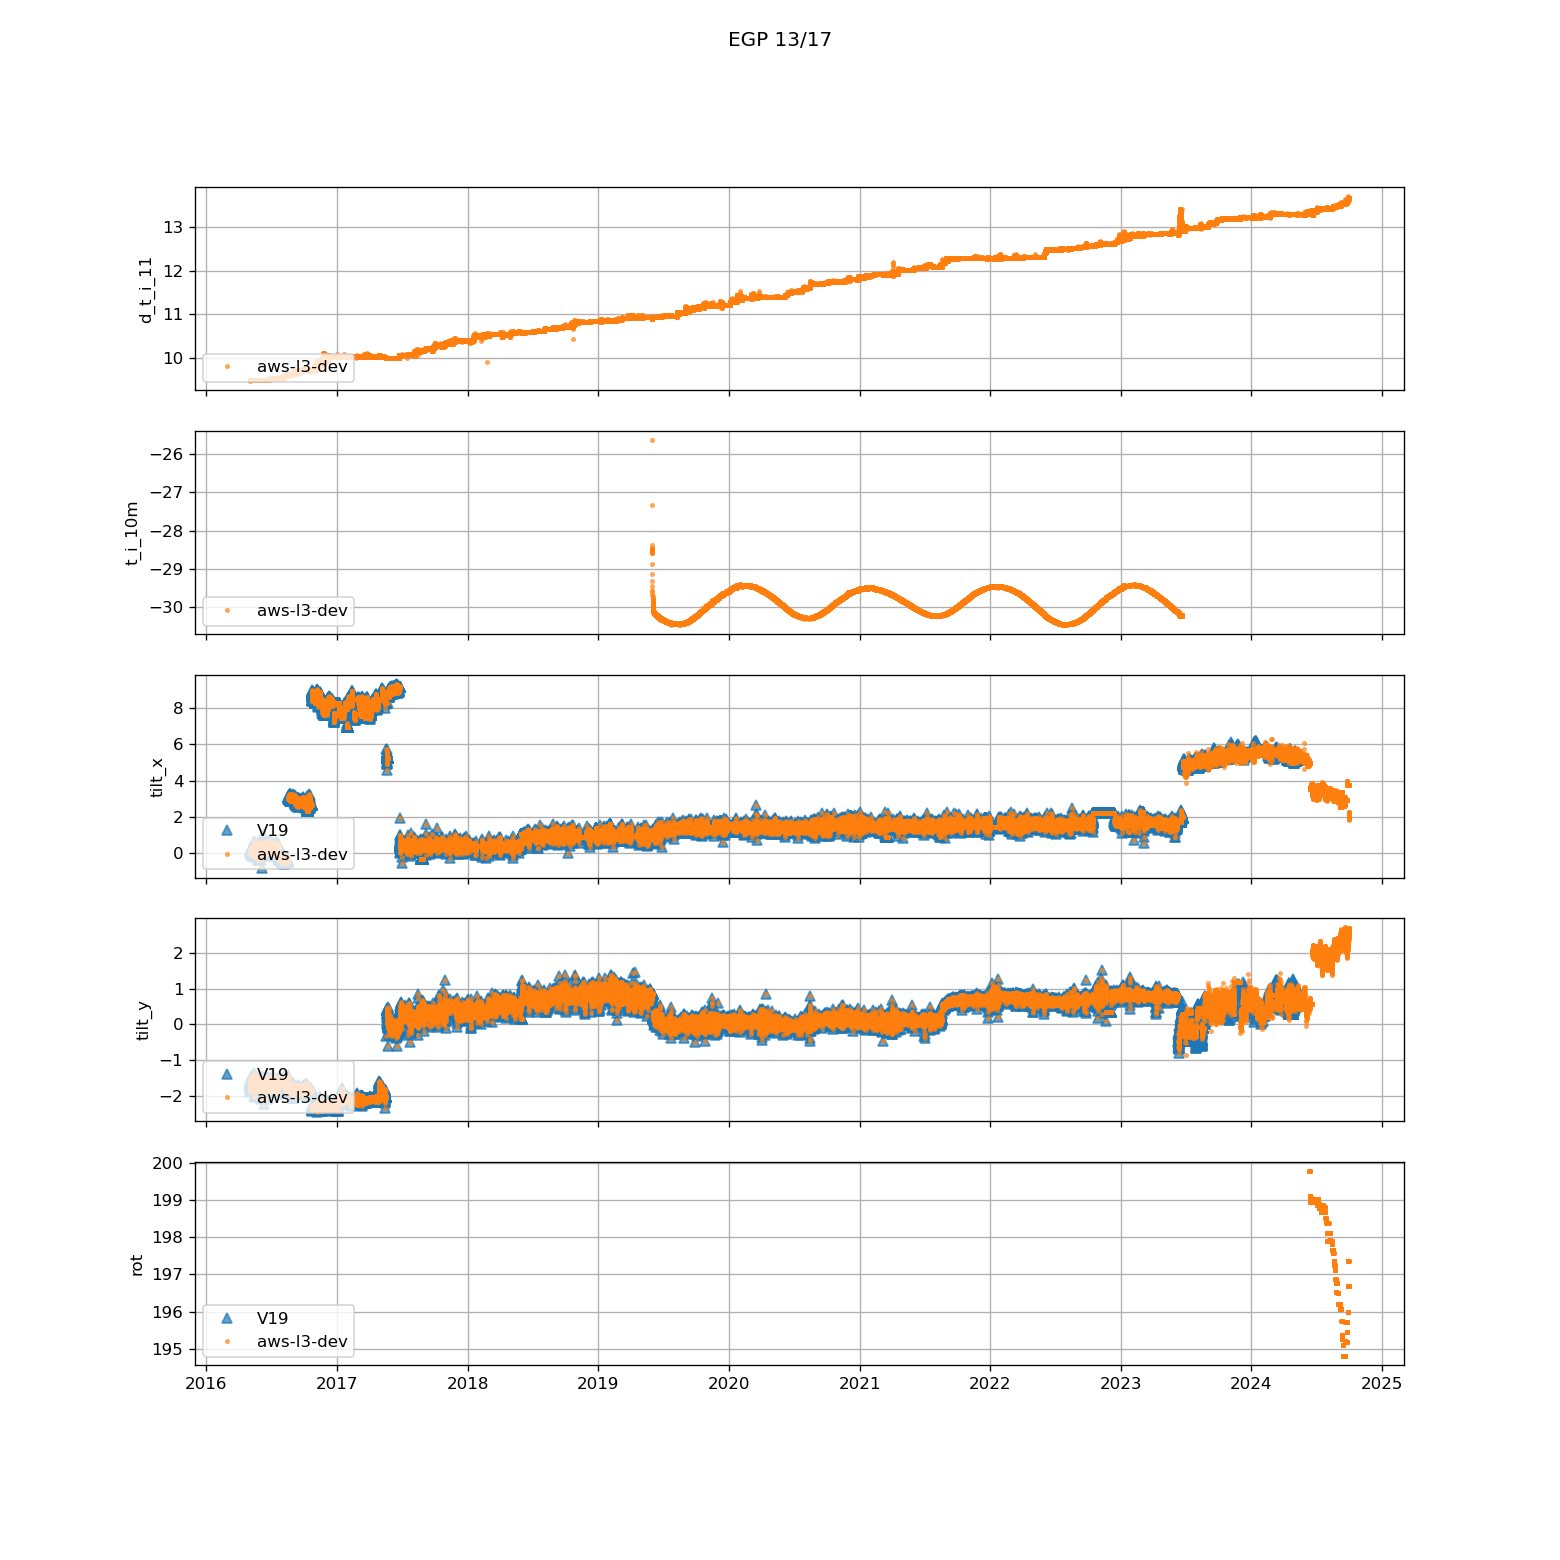 EGP 13/17
13
12
11
10
d_t_i_11
aws-l3-dev
−26
−27
−28
−29
−30
t_i_10m
aws-l3-dev
8
6
4
2
0
tilt_x
V19
aws-l3-dev
2
1
0
−1
−2
tilt_y
V19
aws-l3-dev
200
199
198
197
196
195
rot
V19
aws-l3-dev
2016 2017 2018 2019 2020 2021 2022 2023 2024 2025